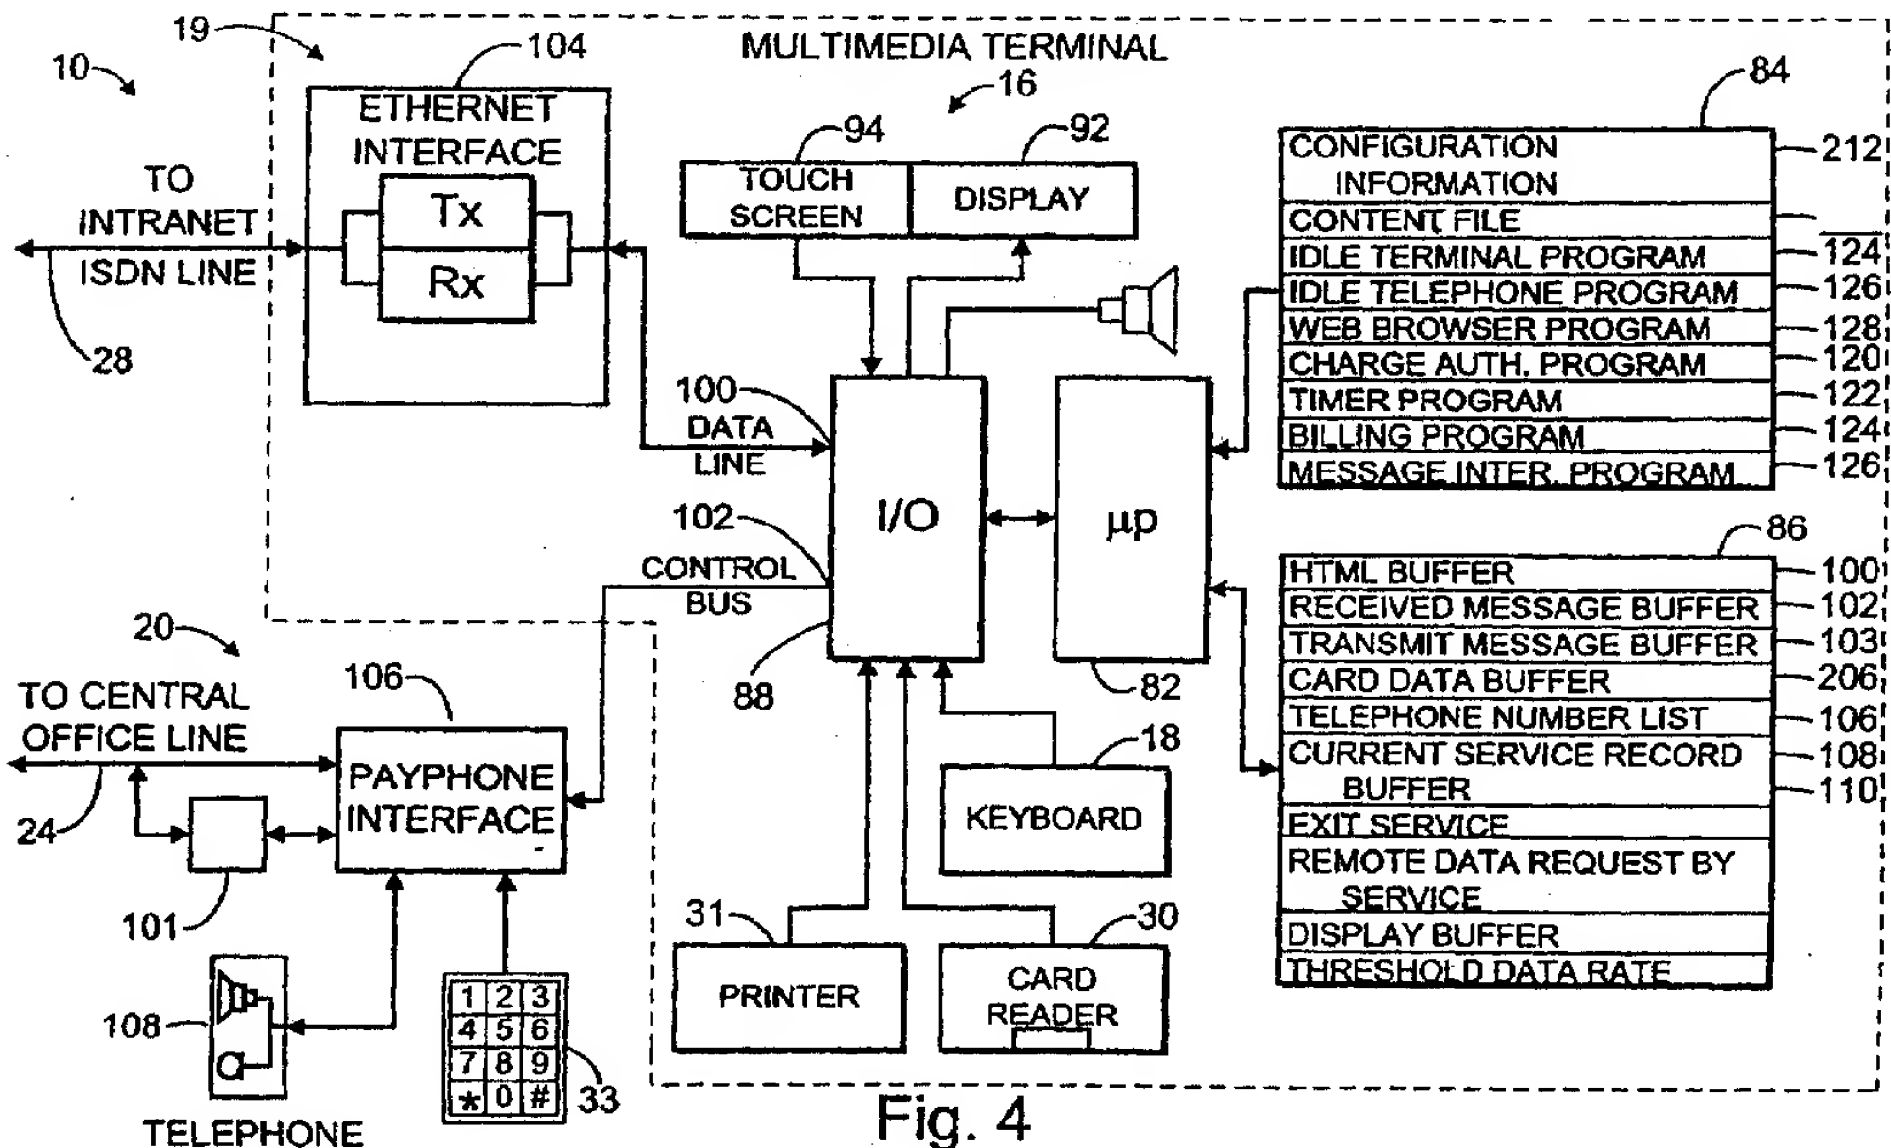 19
10
104
MULTIMEDIA TERMINAL
16
ETHERNET
INTERFACE
Tx
Rx
TO
INTRANET
ISDN LINE
28
94
92
TOUCH
SCREEN
DISPLAY
84
CONFIGURATION
INFORMATION
212
CONTENT FILE
IDLE TERMINAL PROGRAM
124
IDLE TELEPHONE PROGRAM
126
WEB BROWSER PROGRAM
128
CHARGE AUTH. PROGRAM
120
TIMER PROGRAM
122
BILLING PROGRAM
124
MESSAGE INTER. PROGRAM
126
100
DATA
LINE
I/O
µp
102
CONTROL
BUS
88
82
86
HTML BUFFER
100
RECEIVED MESSAGE BUFFER
102
TRANSMIT MESSAGE BUFFER
103
CARD DATA BUFFER
206
TELEPHONE NUMBER LIST
106
CURRENT SERVICE RECORD
108
BUFFER
110
EXIT SERVICE
REMOTE DATA REQUEST BY
SERVICE
DISPLAY BUFFER
THRESHOLD DATA RATE
20
TO CENTRAL
OFFICE LINE
24
106
PAYPHONE
INTERFACE
101
18
KEYBOARD
31
PRINTER
30
CARD
READER
108
TELEPHONE
1 2 3
4 5 6
7 8 9
* 0 #
33
Fig. 4